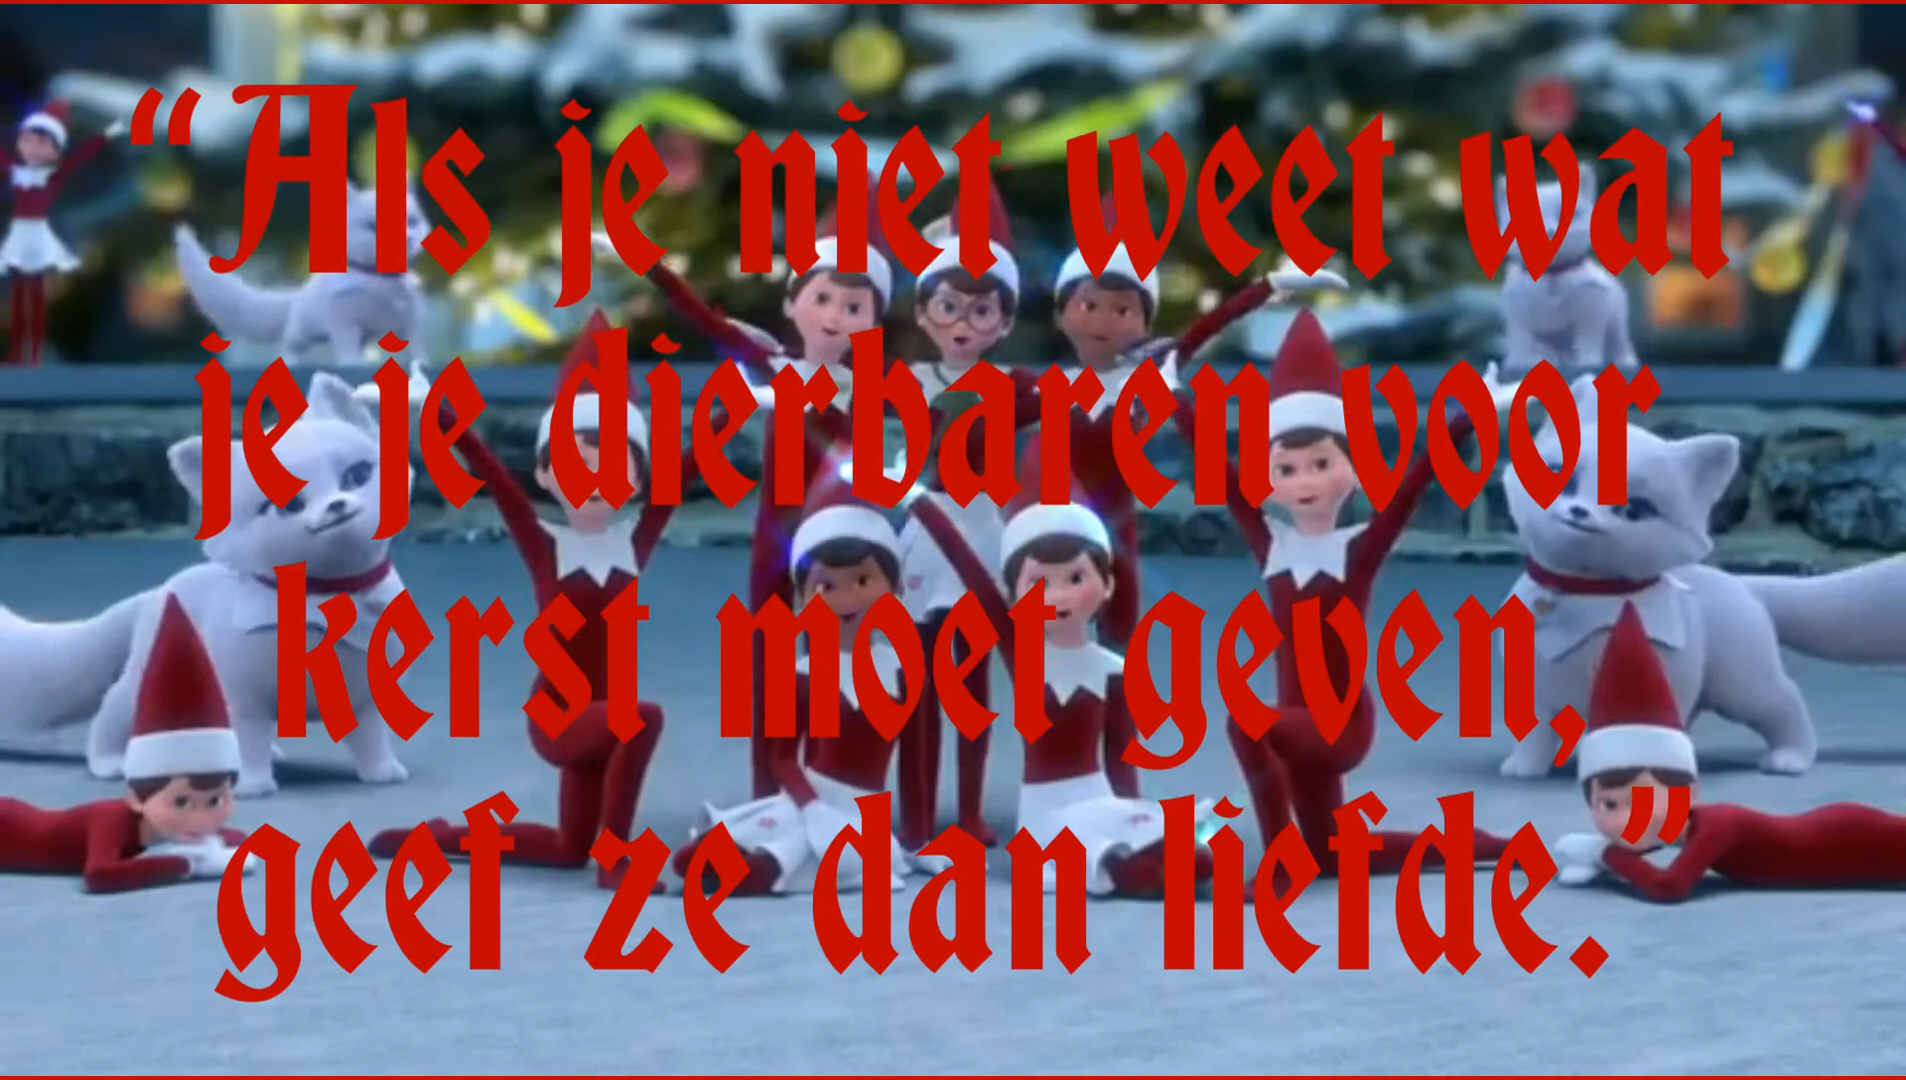 “Als je niet weet wat
je je dierbaren voor
kerst moet geven,
geef ze dan liefde.”